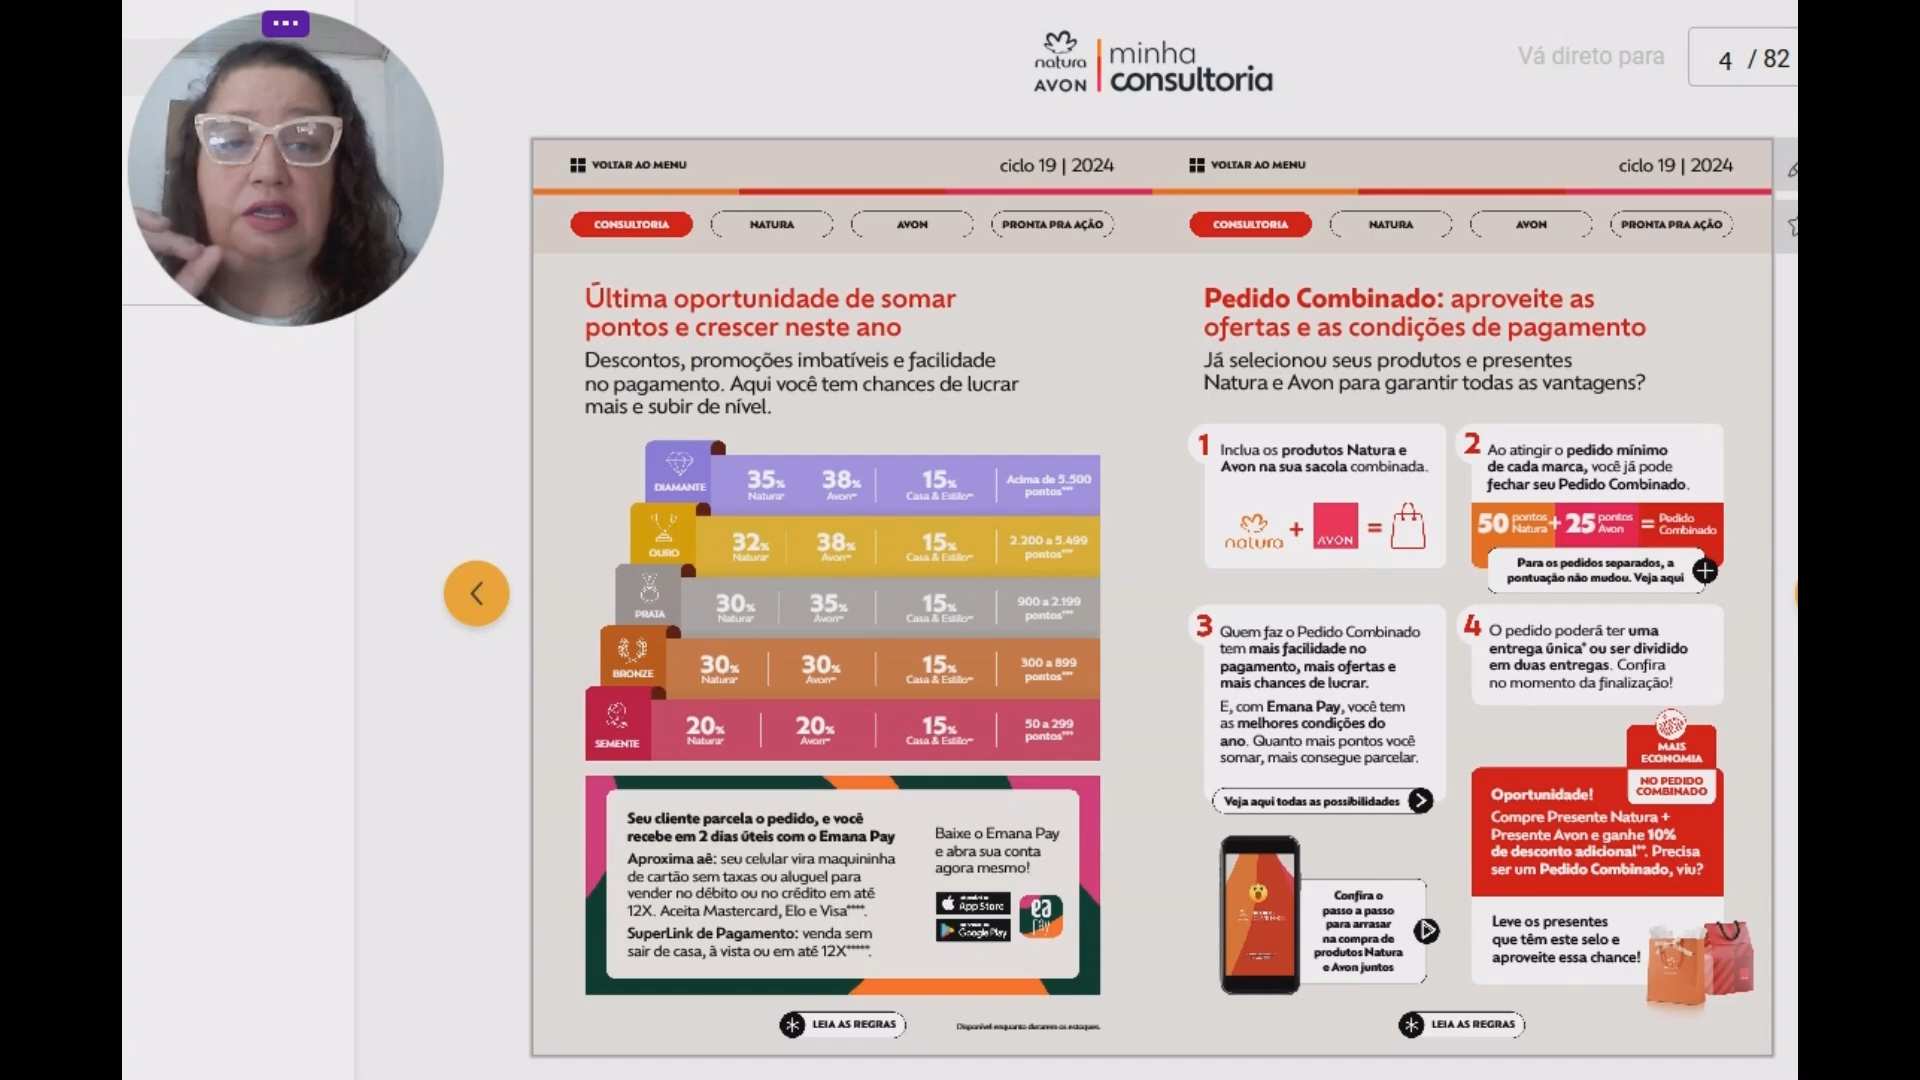 natura
AVON
minha
consultoria
Vá direto para
4 / 82
VOLTAR AO MENU
ciclo 19 | 2024
CONSULTORIA
NATURA
AVON
PRONTA PRA AÇÃO
Última oportunidade de somar
pontos e crescer neste ano
Descontos, promoções imbatíveis e facilidade
no pagamento. Aqui você tem chances de lucrar
mais e subir de nível.
DIAMANTE
35% Natura*
38% Avon**
15% Casa & Estilo**
Acima de 5.500
pontos***
OURO
32% Natura*
38% Avon**
15% Casa & Estilo**
2.200 a 5.499
pontos***
PRATA
30% Natura*
35% Avon**
15% Casa & Estilo**
900 a 2.199
pontos***
BRONZE
30% Natura*
30% Avon**
15% Casa & Estilo**
300 a 899
pontos***
SEMENTE
20% Natura*
20% Avon**
15% Casa & Estilo**
50 a 299
pontos***
Seu cliente parcela o pedido, e você
recebe em 2 dias úteis com o Emana Pay
Aproxima aê: seu celular vira maquininha
de cartão sem taxas ou aluguel para
vender no débito ou no crédito em até
12X. Aceita Mastercard, Elo e Visa****.
SuperLink de Pagamento: venda sem
sair de casa, à vista ou em até 12X*****.
Baixe o Emana Pay
e abra sua conta
agora mesmo!
App Store
Google Play
ea
pay
LEIA AS REGRAS
Disponível enquanto durarem os estoques.
VOLTAR AO MENU
ciclo 19 | 2024
CONSULTORIA
NATURA
AVON
PRONTA PRA AÇÃO
Pedido Combinado: aproveite as
ofertas e as condições de pagamento
Já selecionou seus produtos e presentes
Natura e Avon para garantir todas as vantagens?
1
Inclua os produtos Natura e
Avon na sua sacola combinada.
natura + AVON =
2
Ao atingir o pedido mínimo
de cada marca, você já pode
fechar seu Pedido Combinado.
50 pontos Natura + 25 pontos Avon = Pedido Combinado
Para os pedidos separados, a
pontuação não mudou. Veja aqui
3
Quem faz o Pedido Combinado
tem mais facilidade no
pagamento, mais ofertas e
mais chances de lucrar.
E, com Emana Pay, você tem
as melhores condições do
ano. Quanto mais pontos você
somar, mais consegue parcelar.
Veja aqui todas as possibilidades
4
O pedido poderá ter uma
entrega única* ou ser dividido
em duas entregas. Confira
no momento da finalização!
Confira o
passo a passo
para arrasar
na compra de
produtos Natura
e Avon juntos
MAIS
ECONOMIA
NO PEDIDO
COMBINADO
Oportunidade!
Compre Presente Natura +
Presente Avon e ganhe 10%
de desconto adicional**. Precisa
ser um Pedido Combinado, viu?
Leve os presentes
que têm este selo e
aproveite essa chance!
LEIA AS REGRAS